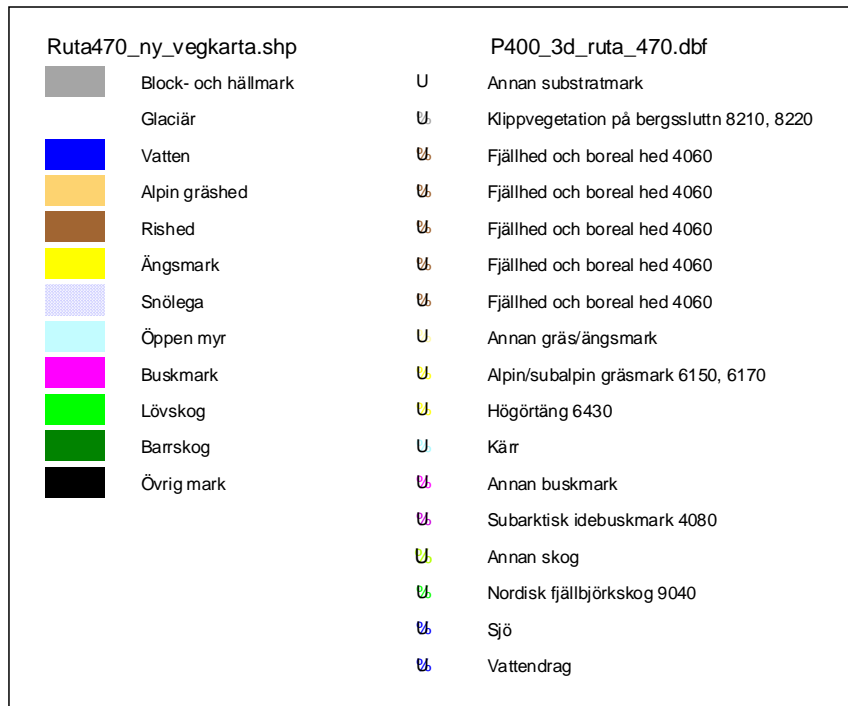 Ruta470_ny_vegkarta.shp
Block- och hällmark
Glaciär
Vatten
Alpin gräshed
Rished
Ängsmark
Snölega
Öppen myr
Buskmark
Lövskog
Barrskog
Övrig mark
P400_3d_ruta_470.dbf
U Annan substratmark
U% Klippvegetation på bergssluttn 8210, 8220
U% Fjällhed och boreal hed 4060
U% Fjällhed och boreal hed 4060
U% Fjällhed och boreal hed 4060
U% Fjällhed och boreal hed 4060
U% Fjällhed och boreal hed 4060
U% Annan gräs/ängsmark
U% Alpin/subalpin gräsmark 6150, 6170
U% Högörtäng 6430
U% Kärr
U% Annan buskmark
U% Subarktisk idebuskmark 4080
U% Annan skog
U% Nordisk fjällbjörkskog 9040
U% Sjö
U% Vattendrag